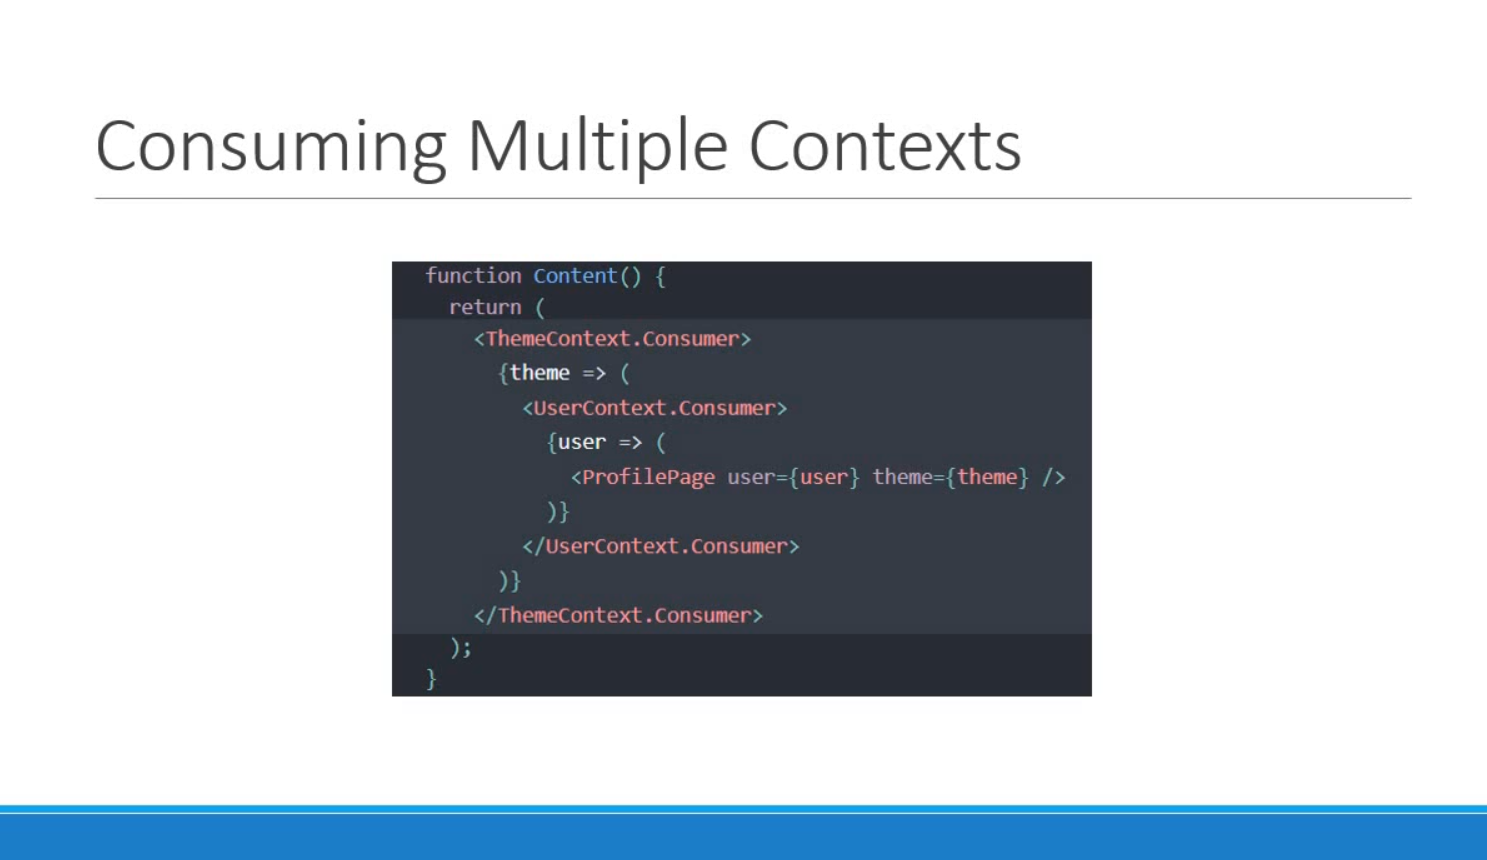 Consuming Multiple Contexts
function Content() {
return (
<ThemeContext.Consumer>
{theme => (
<UserContext.Consumer>
{user => (
<ProfilePage user={user} theme={theme} />
)}
</UserContext.Consumer>
)}
</ThemeContext.Consumer>
);
}